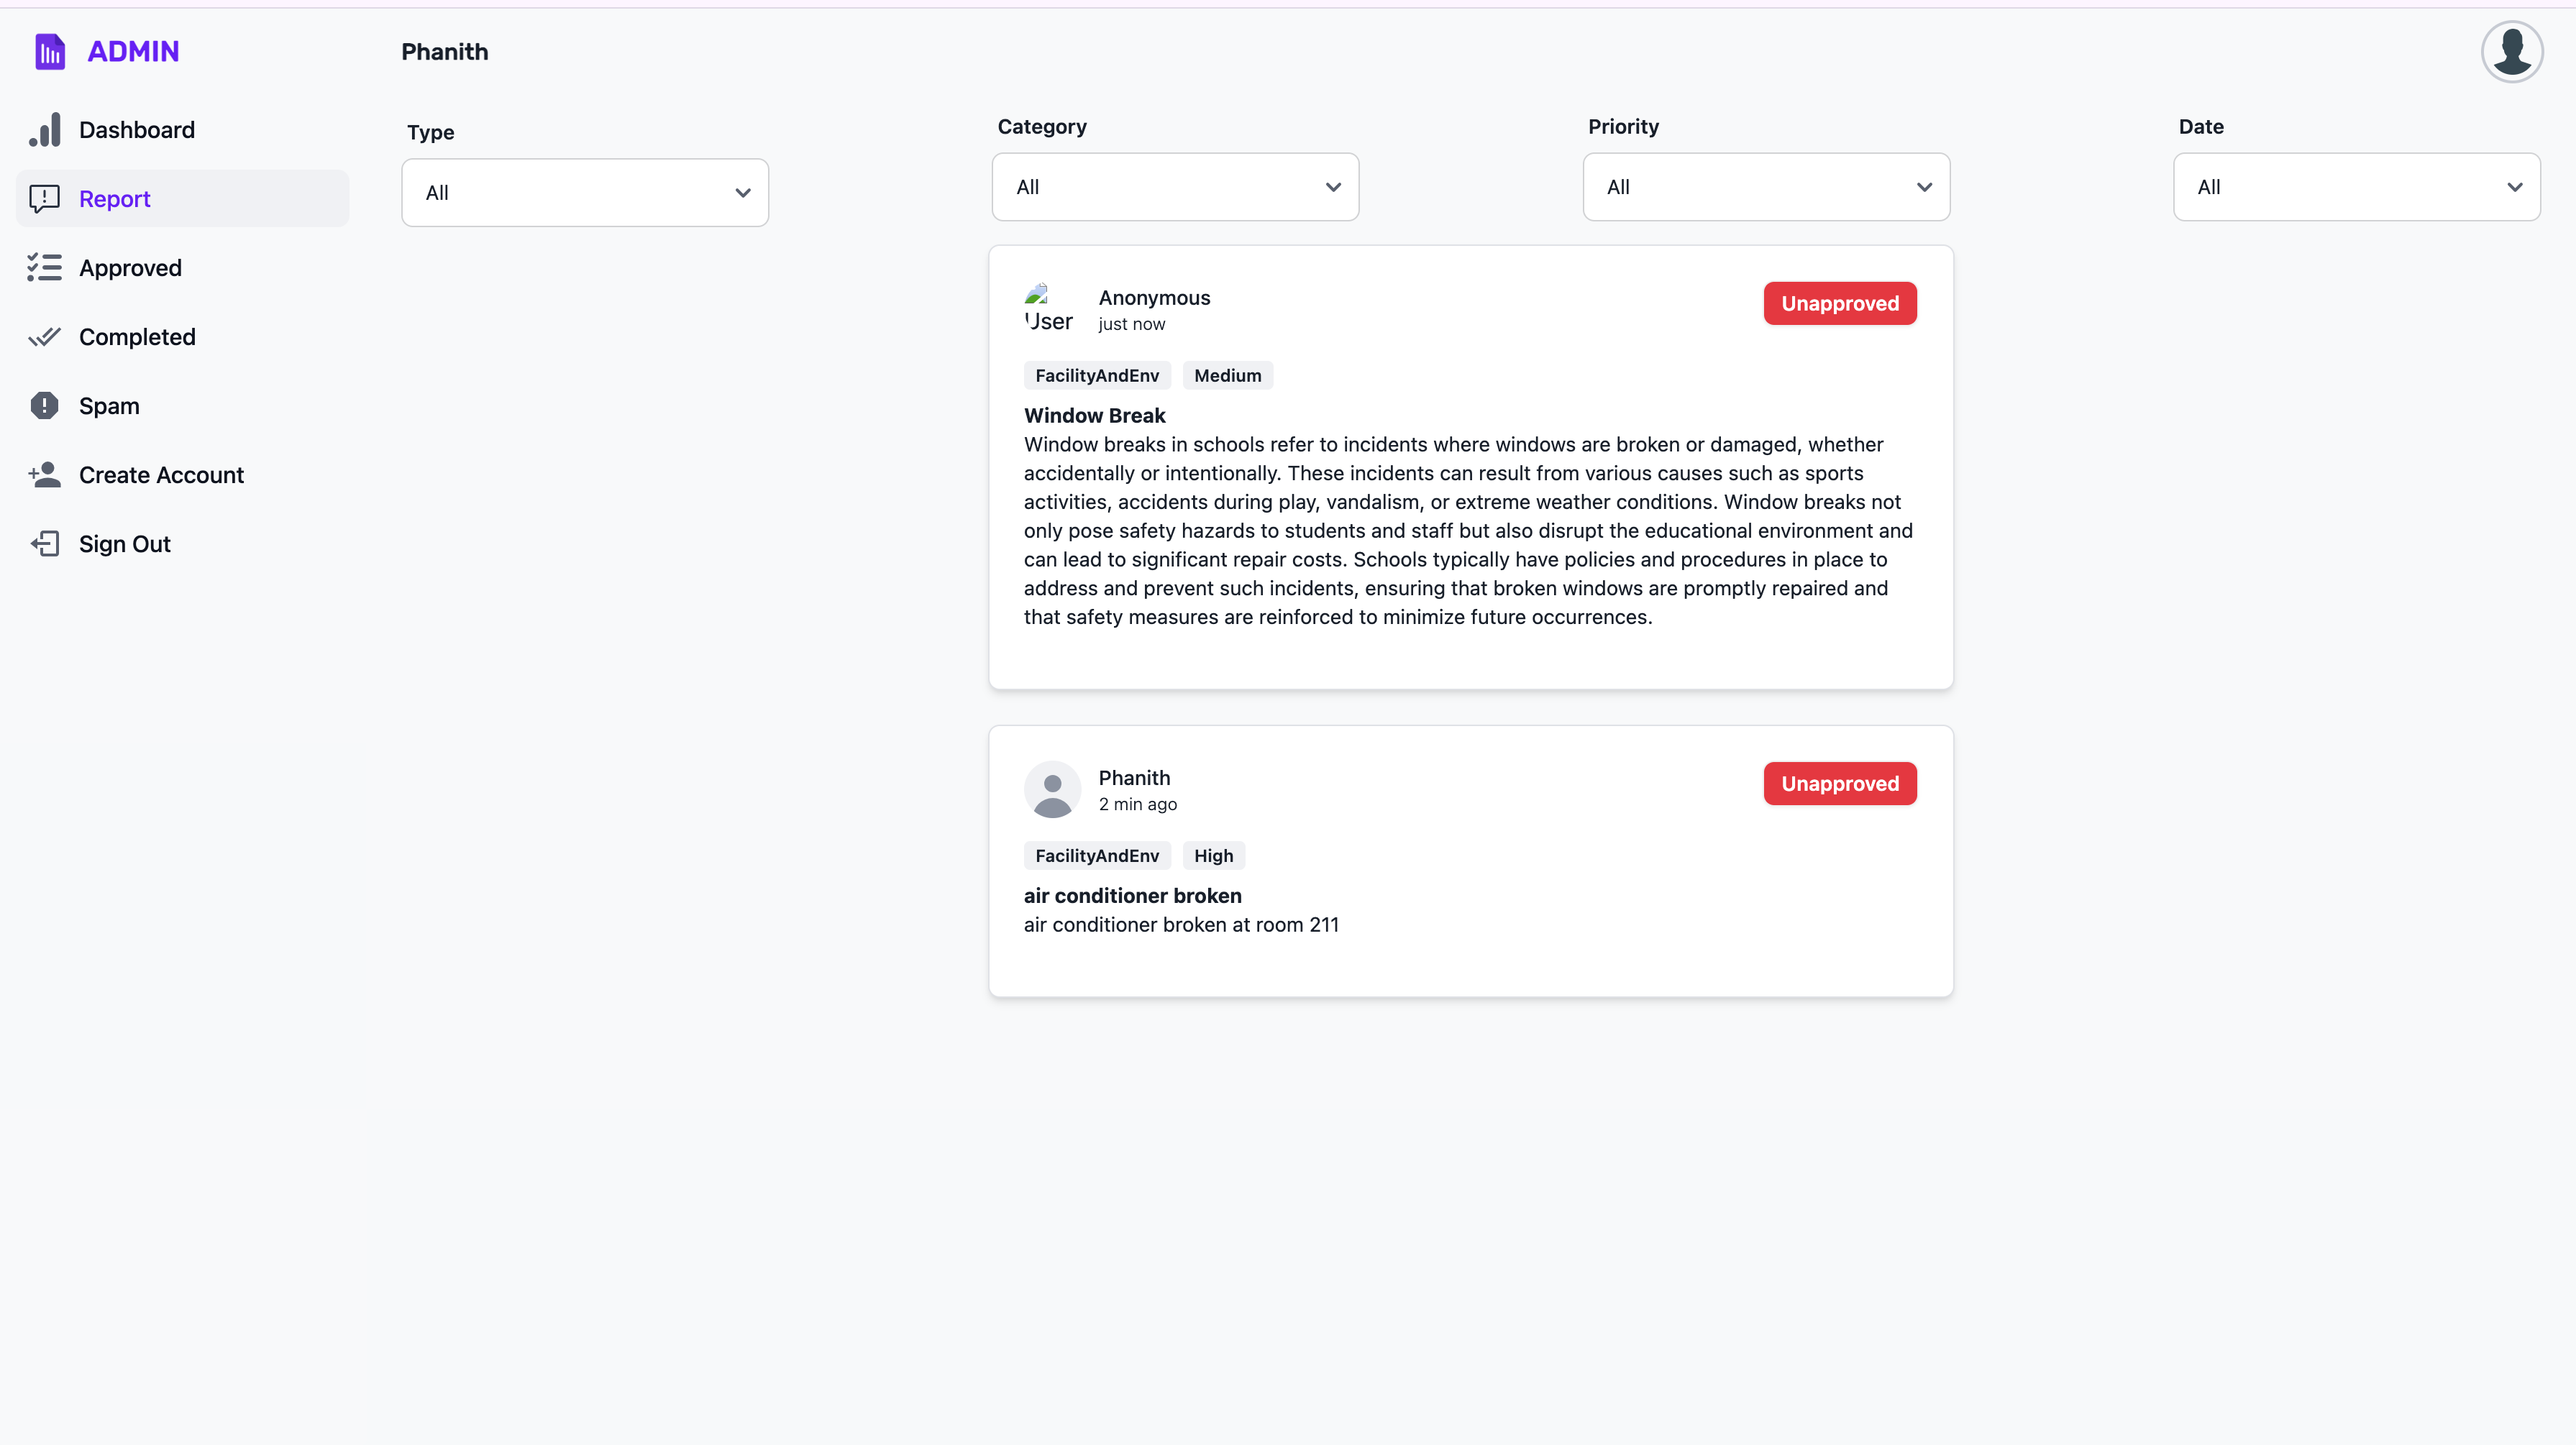 ADMIN
Phanith
Dashboard
Report
Approved
Completed
Spam
Create Account
Sign Out
Type
All
Category
All
Priority
All
Date
All
User
Anonymous
just now
Unapproved
FacilityAndEnv
Medium
Window Break
Window breaks in schools refer to incidents where windows are broken or damaged, whether
accidentally or intentionally. These incidents can result from various causes such as sports
activities, accidents during play, vandalism, or extreme weather conditions. Window breaks not
only pose safety hazards to students and staff but also disrupt the educational environment and
can lead to significant repair costs. Schools typically have policies and procedures in place to
address and prevent such incidents, ensuring that broken windows are promptly repaired and
that safety measures are reinforced to minimize future occurrences.
Phanith
2 min ago
Unapproved
FacilityAndEnv
High
air conditioner broken
air conditioner broken at room 211